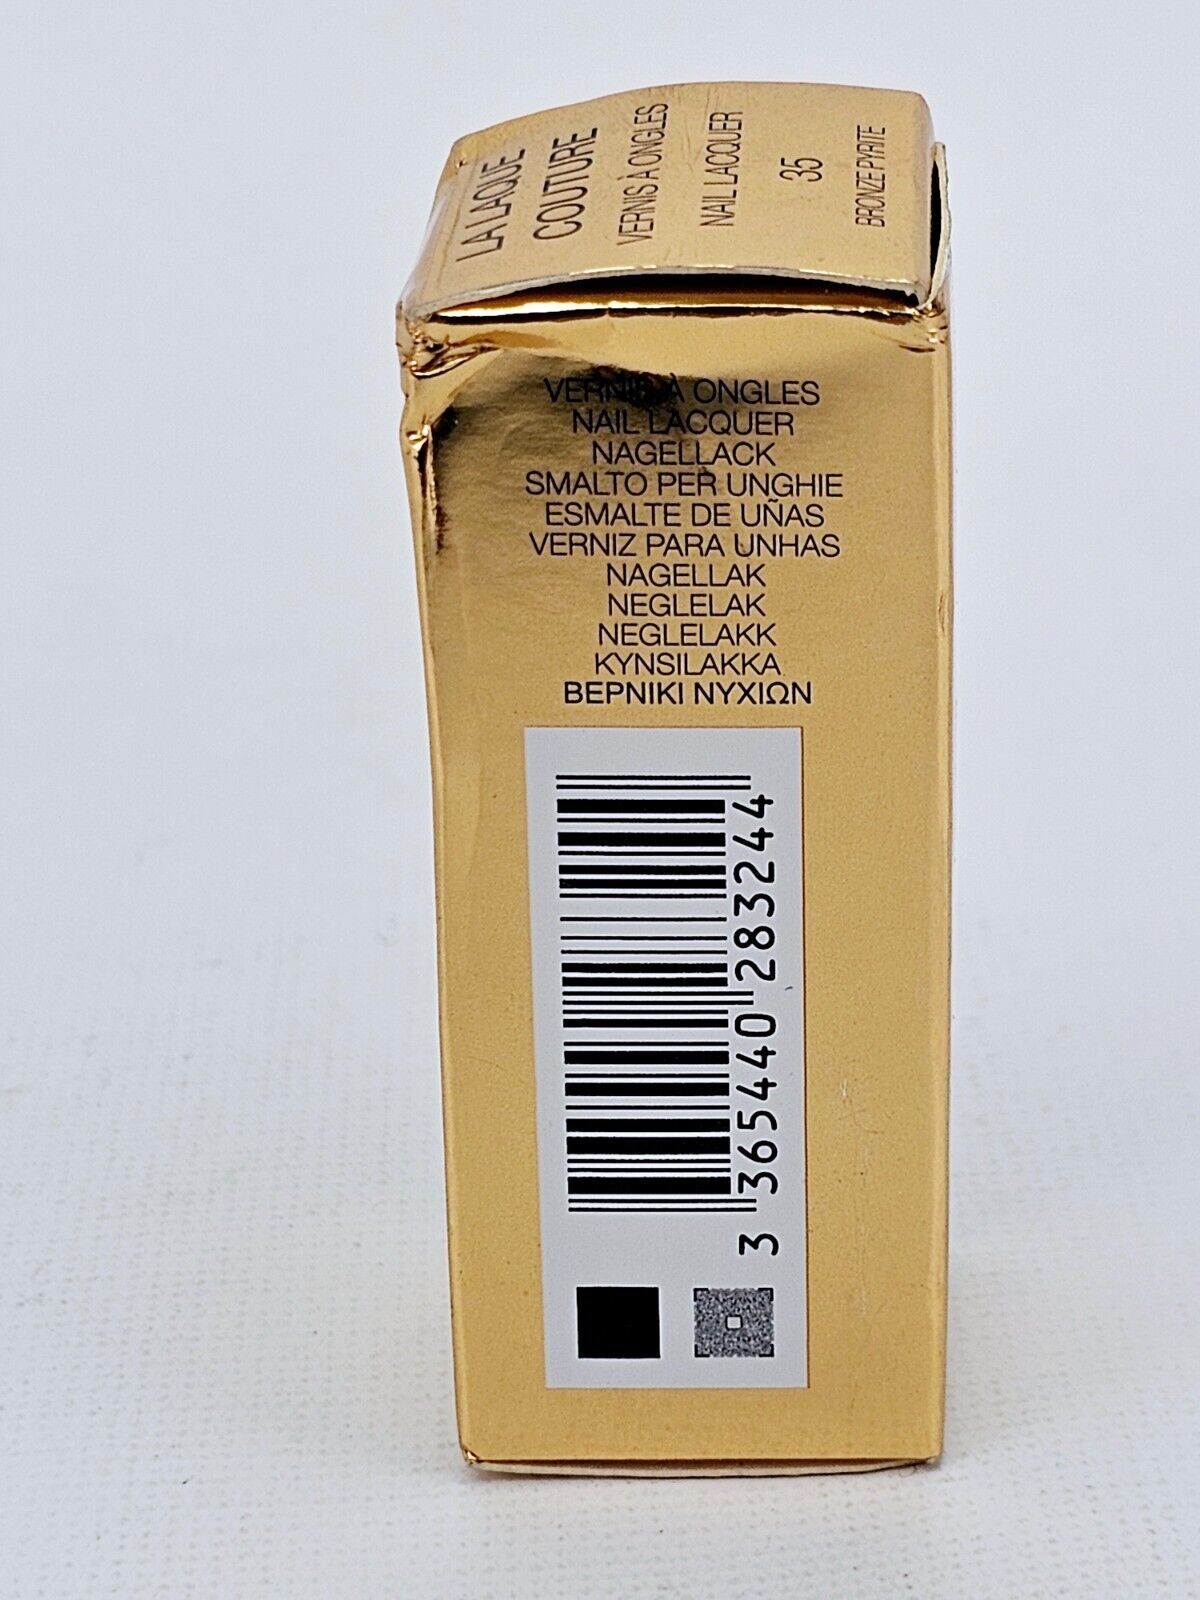 LA LAQUE
COUTURE
VERNIS À ONGLES
NAIL LACQUER
35
BRONZE PYRITE
VERNIS À ONGLES
NAIL LACQUER
NAGELLACK
SMALTO PER UNGHIE
ESMALTE DE UÑAS
VERNIZ PARA UNHAS
NAGELLAK
NEGLELAK
NEGLELAKK
KYNSILAKKA
ΒΕΡΝΙΚΙ ΝΥΧΙΩΝ
3 365440 283244